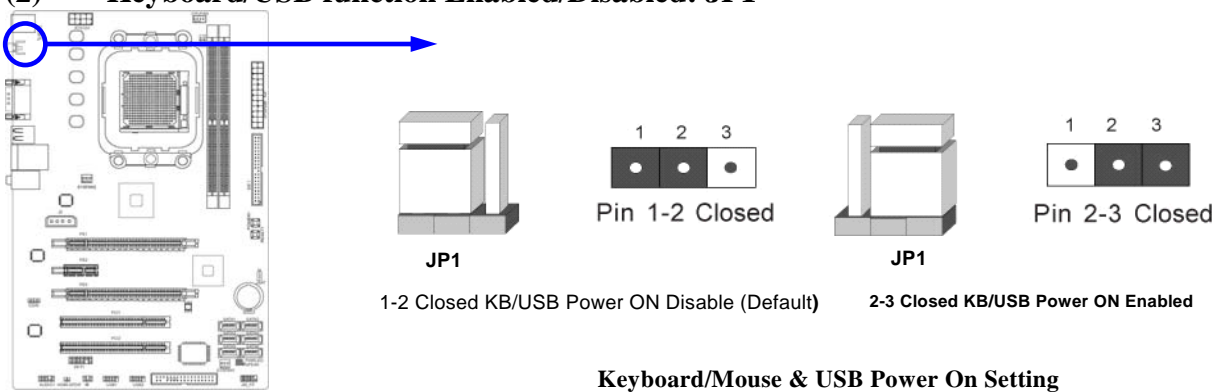 (2) Keyboard/USB function Enabled/Disabled: JP1
1 2 3
Pin 1-2 Closed
JP1
1-2 Closed KB/USB Power ON Disable (Default)
1 2 3
Pin 2-3 Closed
JP1
2-3 Closed KB/USB Power ON Enabled
Keyboard/Mouse & USB Power On Setting